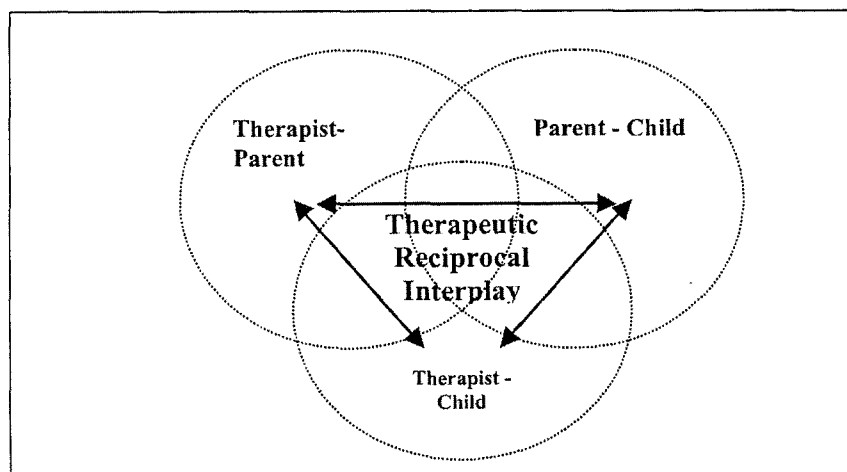 Therapist-
Parent
Parent - Child
Therapeutic
Reciprocal
Interplay
Therapist -
Child